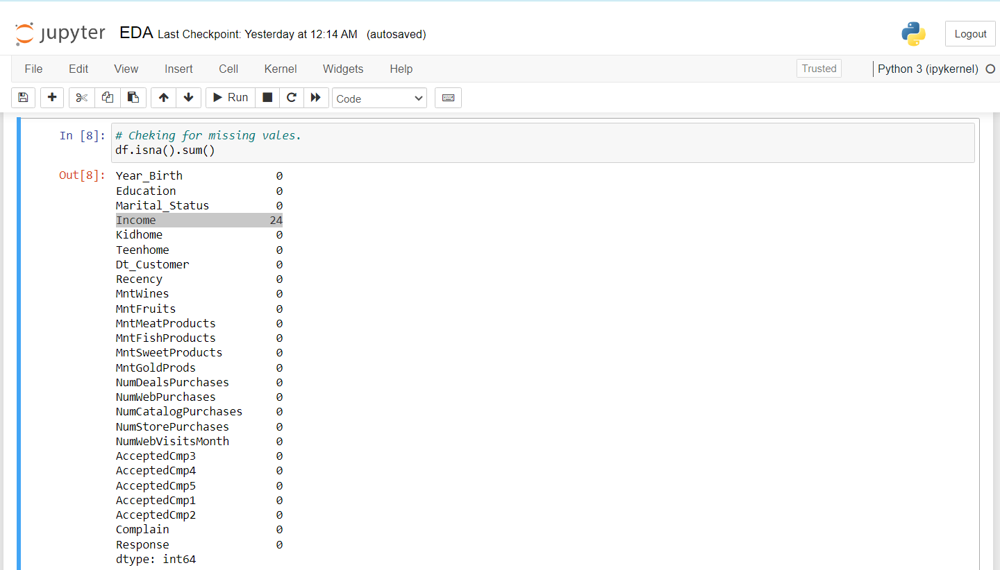 jupyter EDA Last Checkpoint: Yesterday at 12:14 AM (autosaved) Logout
File Edit View Insert Cell Kernel Widgets Help Trusted Python 3 (ipykernel)
Run Code
In [8]: # Cheking for missing vales.
df.isna().sum()
Out[8]: Year_Birth 0
Education 0
Marital_Status 0
Income 24
Kidhome 0
Teenhome 0
Dt_Customer 0
Recency 0
MntWines 0
MntFruits 0
MntMeatProducts 0
MntFishProducts 0
MntSweetProducts 0
MntGoldProds 0
NumDealsPurchases 0
NumWebPurchases 0
NumCatalogPurchases 0
NumStorePurchases 0
NumWebVisitsMonth 0
AcceptedCmp3 0
AcceptedCmp4 0
AcceptedCmp5 0
AcceptedCmp1 0
AcceptedCmp2 0
Complain 0
Response 0
dtype: int64